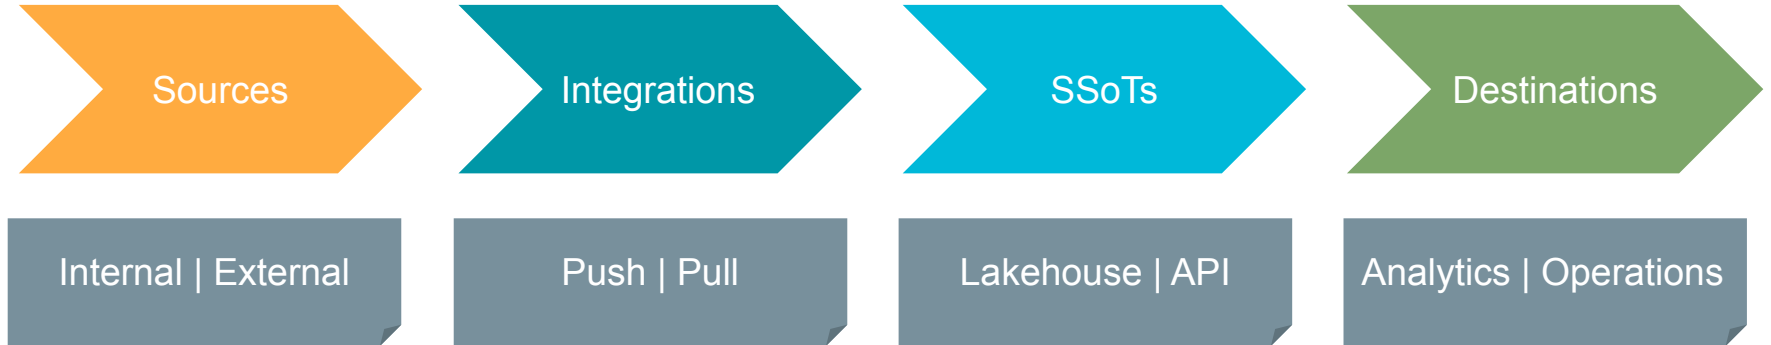 Sources
Integrations
SSoTs
Destinations
Internal | External
Push | Pull
Lakehouse | API
Analytics | Operations